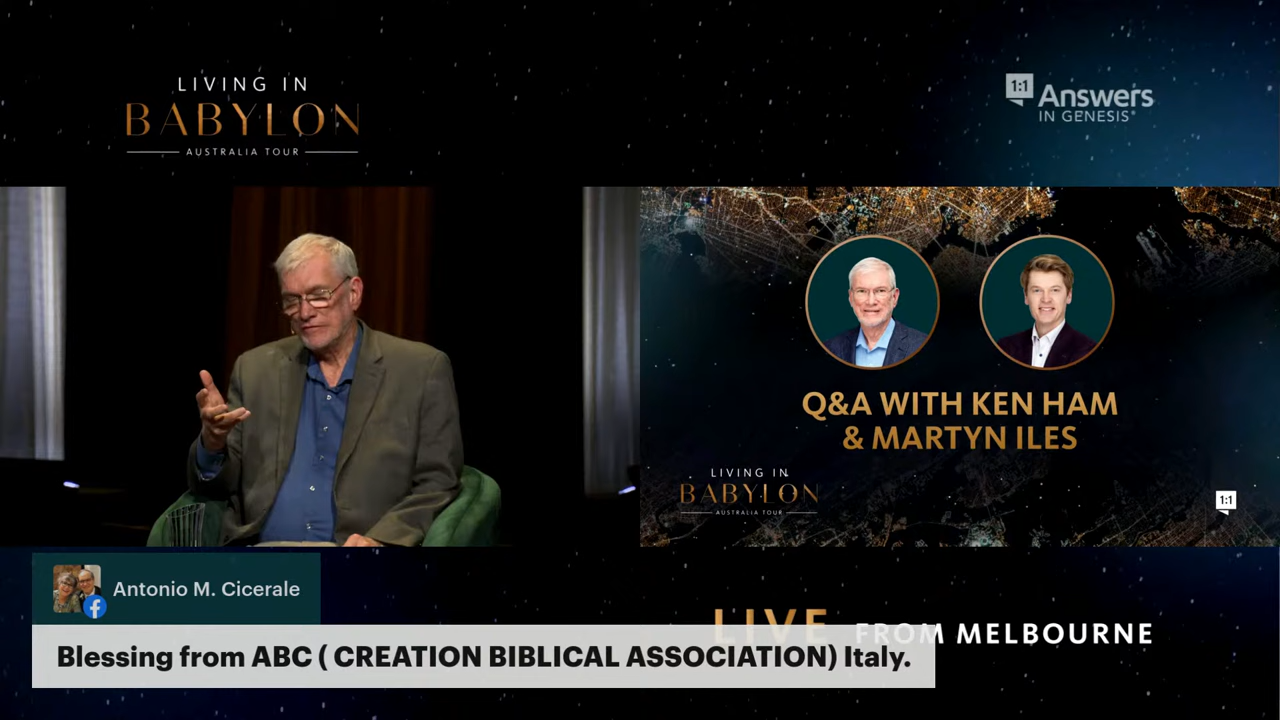 LIVING IN
BABYLON
AUSTRALIA TOUR
1:1
Answers
IN GENESIS®
Q&A WITH KEN HAM
& MARTYN ILES
LIVING IN
BABYLON
AUSTRALIA TOUR
1:1
Antonio M. Cicerale
LIVE FROM MELBOURNE
Blessing from ABC ( CREATION BIBLICAL ASSOCIATION) Italy.